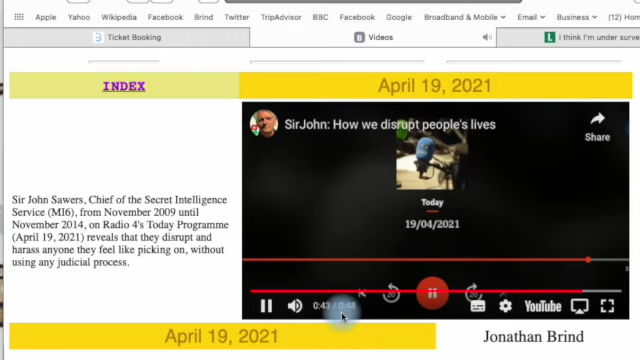 Apple Yahoo Wikipedia Facebook Brind Twitter TripAdvisor BBC Facebook Google Broadband & Mobile Email Business (12) Hom
Ticket Booking
B Videos
L I think I'm under surve
INDEX
April 19, 2021
SirJohn: How we disrupt people's lives
Share
Today
19/04/2021
Sir John Sawers, Chief of the Secret Intelligence
Service (MI6), from November 2009 until
November 2014, on Radio 4's Today Programme
(April 19, 2021) reveals that they disrupt and
harass anyone they feel like picking on, without
using any judicial process.
20
20
0:43 / 0:48
YouTube
April 19, 2021
Jonathan Brind